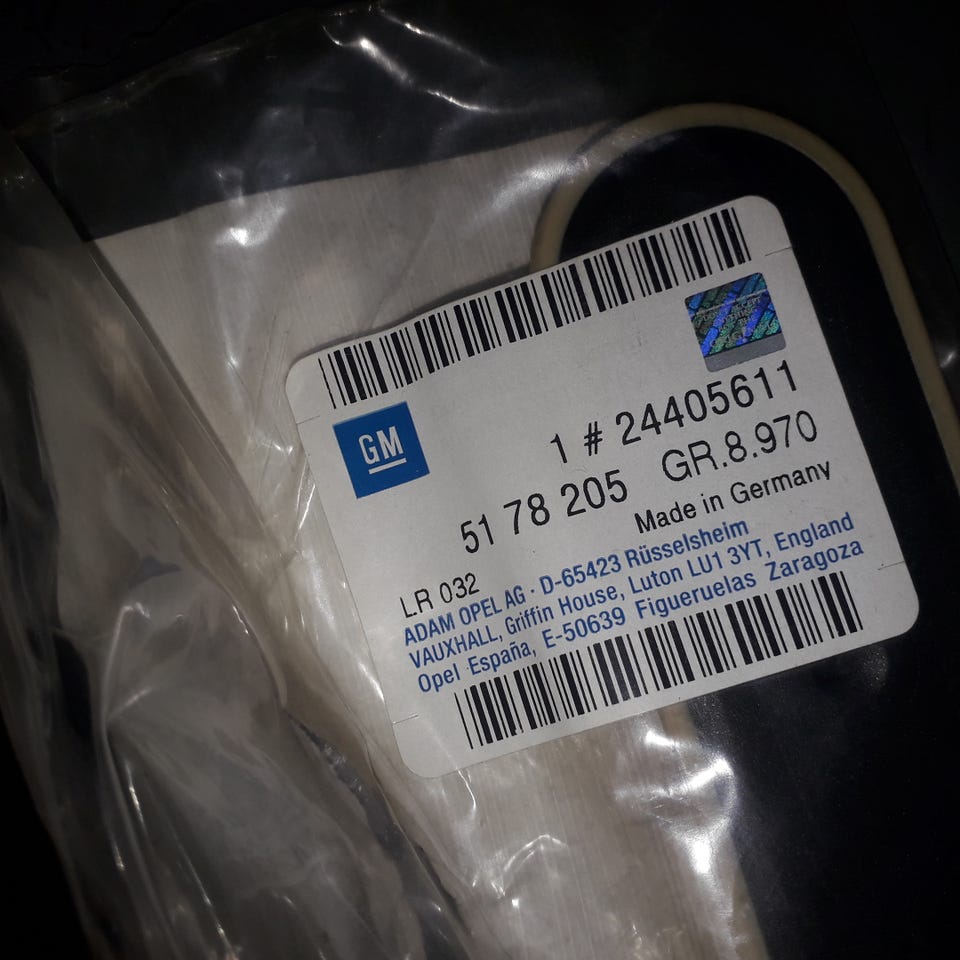 GM
1 # 24405611
51 78 205 GR.8.970
Made in Germany
LR 032
ADAM OPEL AG · D-65423 Rüsselsheim
VAUXHALL, Griffin House, Luton LU1 3YT, England
Opel España, E-50639 Figueruelas Zaragoza